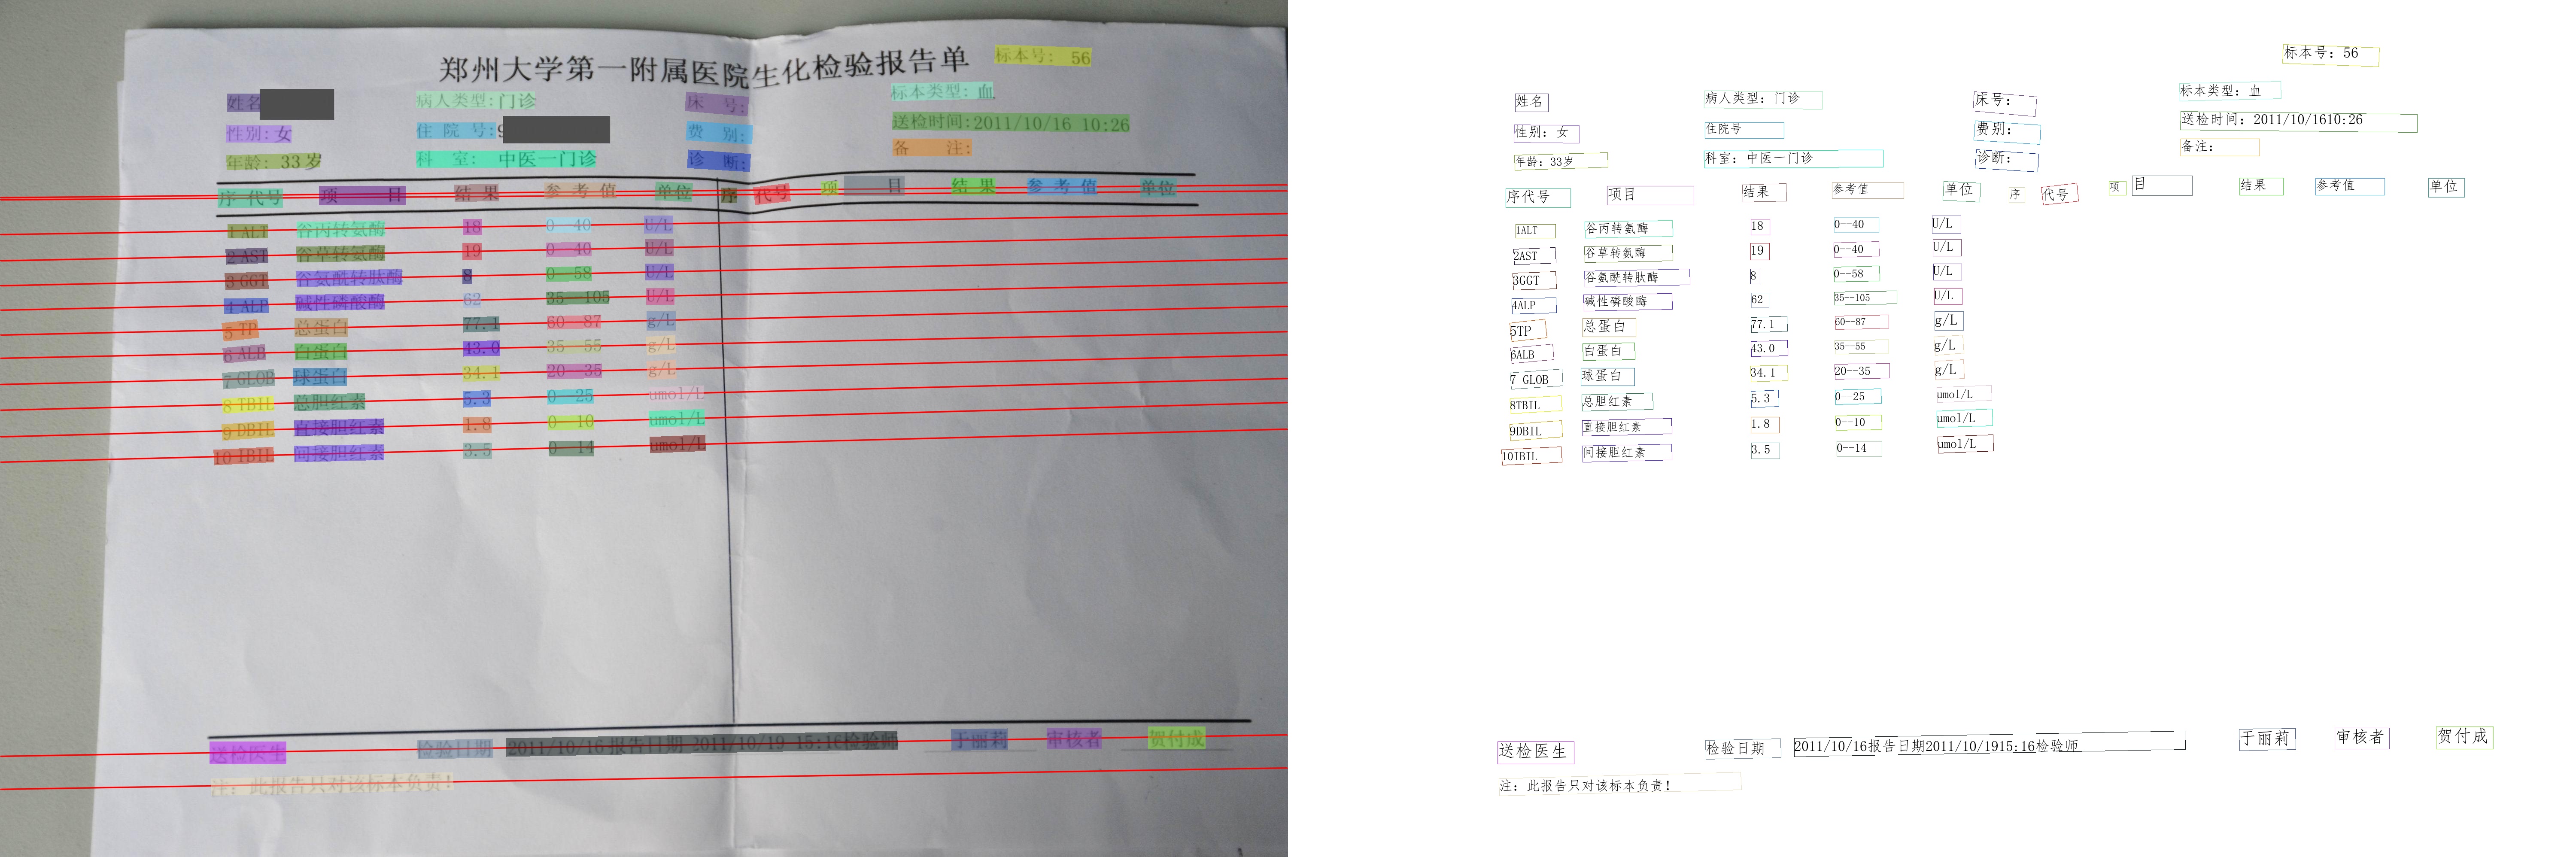 郑州大学第一附属医院生化检验报告单 标本号: 56
姓名 病人类型:门诊 床 号: 标本类型:血
性别:女 住 院 号:9 费 别: 送检时间:2011/10/16 10:26
年龄: 33岁 科 室: 中医一门诊 诊 断: 备 注:
序 代号 项 目 结 果 参 考 值 单位 序 代号 项 目 结 果 参 考 值 单位
1 ALT 谷丙转氨酶 18 0--40 U/L
2 AST 谷草转氨酶 19 0--40 U/L
3 GGT 谷氨酰转肽酶 8 0--58 U/L
4 ALP 碱性磷酸酶 62 35--105 U/L
5 TP 总蛋白 77.1 60--87 g/L
6 ALB 白蛋白 43.0 35--55 g/L
7 GLOB 球蛋白 34.1 20--35 g/L
8 TBIL 总胆红素 5.3 0--25 umol/L
9 DBIL 直接胆红素 1.8 0--10 umol/L
10 IBIL 间接胆红素 3.5 0--14 umol/L
送检医生 检验日期 2011/10/16 报告日期 2011/10/19 15:16检验师 于丽莉 审核者 贺付成
注: 此报告只对该标本负责!
标本号: 56
姓名 病人类型: 门诊 床号: 标本类型: 血
性别: 女 住院号 费别: 送检时间: 2011/10/1610:26
年龄: 33岁 科室: 中医一门诊 诊断: 备注:
序代号 项目 结果 参考值 单位 序 代号 项 目 结果 参考值 单位
1ALT 谷丙转氨酶 18 0--40 U/L
2AST 谷草转氨酶 19 0--40 U/L
3GGT 谷氨酰转肽酶 8 0--58 U/L
4ALP 碱性磷酸酶 62 35--105 U/L
5TP 总蛋白 77.1 60--87 g/L
6ALB 白蛋白 43.0 35--55 g/L
7 GLOB 球蛋白 34.1 20--35 g/L
8TBIL 总胆红素 5.3 0--25 umol/L
9DBIL 直接胆红素 1.8 0--10 umol/L
10IBIL 间接胆红素 3.5 0--14 umol/L
送检医生 检验日期 2011/10/16报告日期2011/10/1915:16检验师 于丽莉 审核者 贺付成
注: 此报告只对该标本负责!